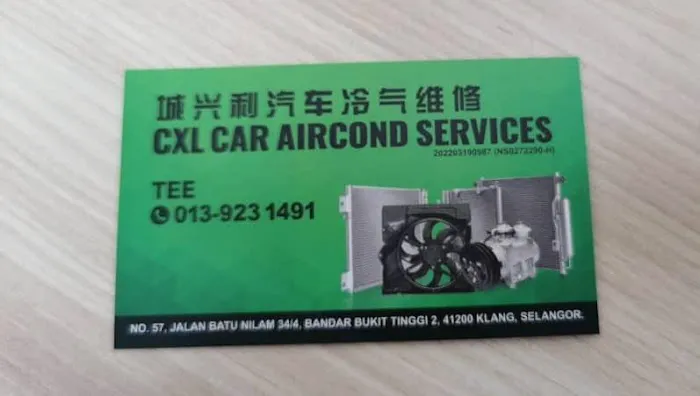 城兴利汽车冷气维修
CXL CAR AIRCOND SERVICES
202203190987 (NS0272290-H)
TEE
013-923 1491
NO. 57, JALAN BATU NILAM 34/4, BANDAR BUKIT TINGGI 2, 41200 KLANG, SELANGOR.